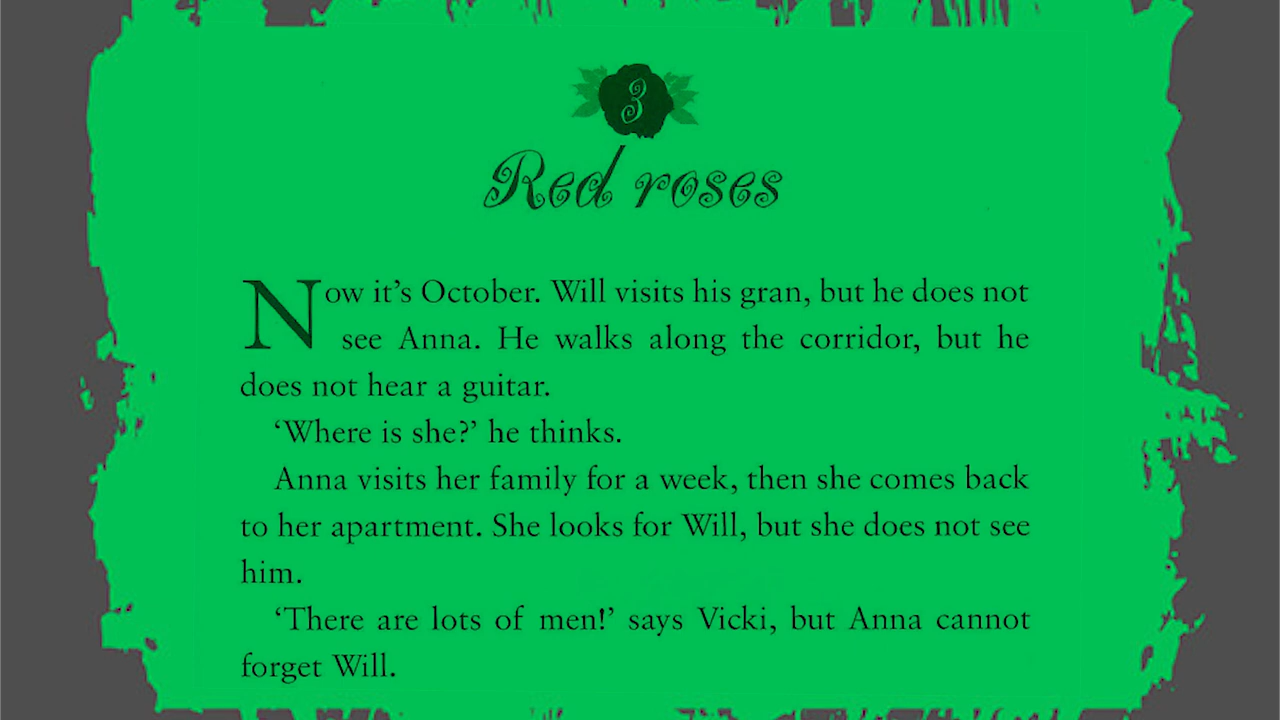 3
Red roses
Now it’s October. Will visits his gran, but he does not
see Anna. He walks along the corridor, but he
does not hear a guitar.
‘Where is she?’ he thinks.
Anna visits her family for a week, then she comes back
to her apartment. She looks for Will, but she does not see
him.
‘There are lots of men!’ says Vicki, but Anna cannot
forget Will.